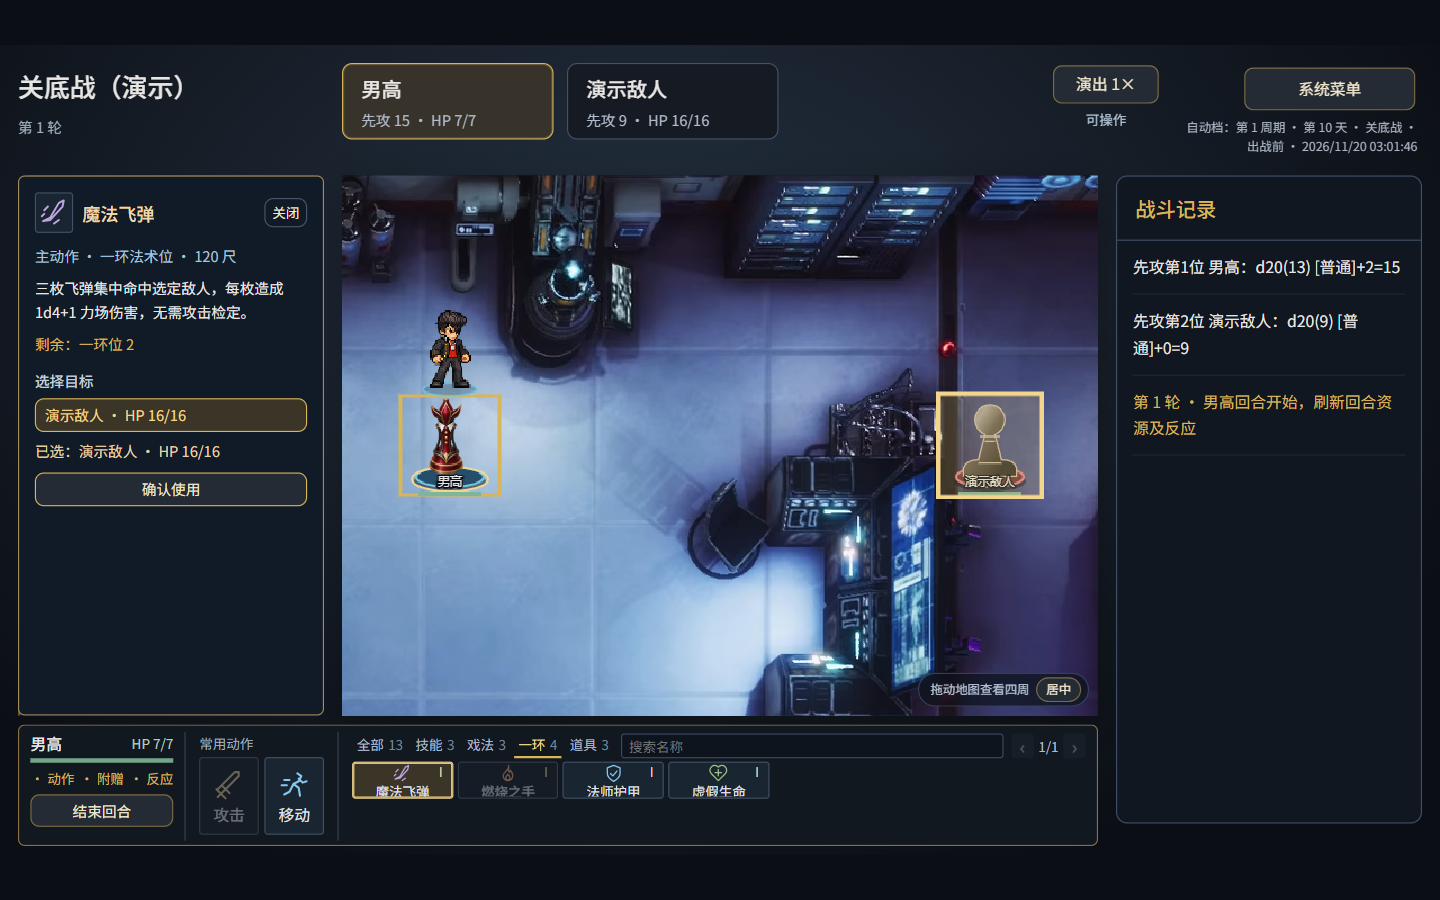 关底战（演示）
第 1 轮
男高
先攻 15 · HP 7/7
演示敌人
先攻 9 · HP 16/16
演出 1×
可操作
系统菜单
自动档：第 1 周期 · 第 10 天 · 关底战 ·
出战前 · 2026/11/20 03:01:46
魔法飞弹
关闭
主动作 · 一环法术位 · 120 尺
三枚飞弹集中命中选定敌人，每枚造成
1d4+1 力场伤害，无需攻击检定。
剩余：一环位 2
选择目标
演示敌人 · HP 16/16
已选：演示敌人 · HP 16/16
确认使用
男高
演示敌人
拖动地图查看四周
居中
战斗记录
先攻第1位 男高：d20(13) [普通]+2=15
先攻第2位 演示敌人：d20(9) [普
通]+0=9
第 1 轮 · 男高回合开始，刷新回合资
源及反应
男高
HP 7/7
· 动作 · 附赠 · 反应
结束回合
常用动作
攻击
移动
全部 13
技能 3
戏法 3
一环 4
道具 3
搜索名称
‹ 1/1 ›
魔法飞弹
I
燃烧之手
I
法师护甲
I
虚假生命
I